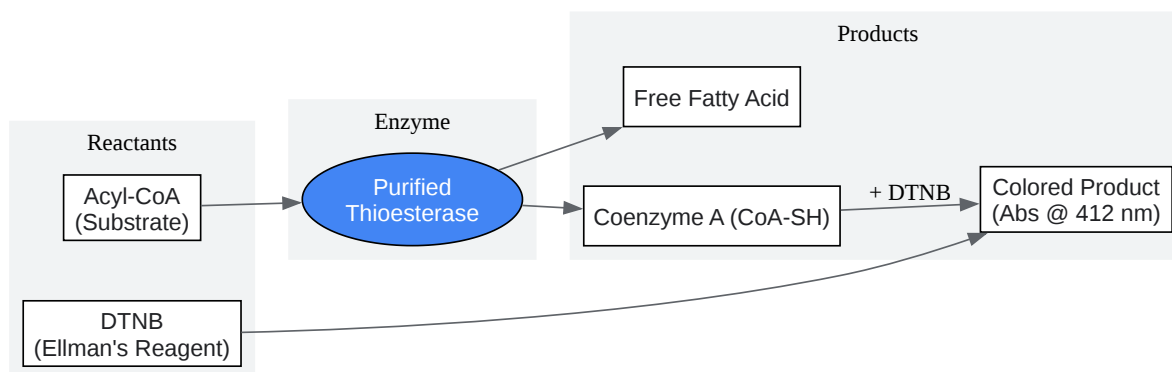 Reactants
Acyl-CoA
(Substrate)
DTNB
(Ellman's Reagent)
Enzyme
Purified
Thioesterase
Products
Free Fatty Acid
Coenzyme A (CoA-SH)
+ DTNB
Colored Product
(Abs @ 412 nm)